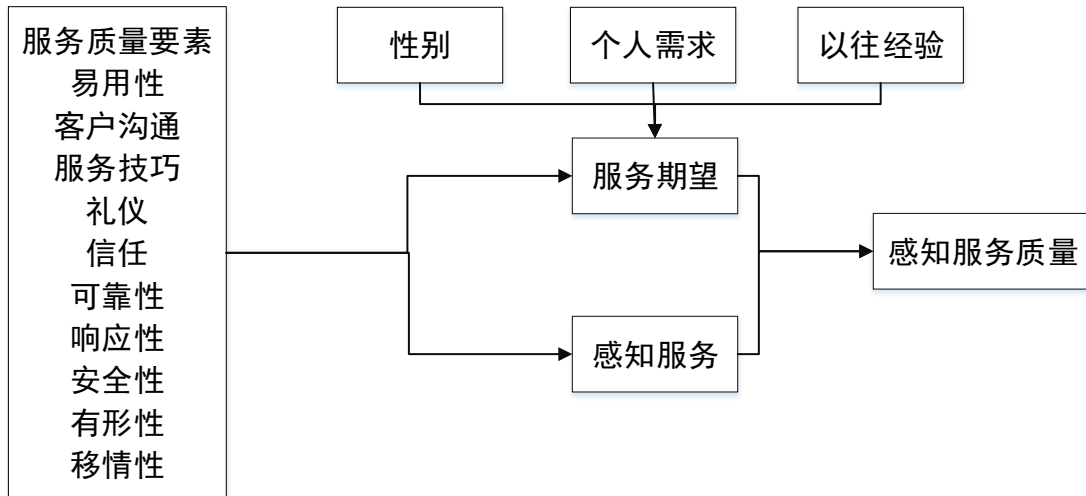 服务质量要素
易用性
客户沟通
服务技巧
礼仪
信任
可靠性
响应性
安全性
有形性
移情性
性别
个人需求
以往经验
服务期望
感知服务
感知服务质量